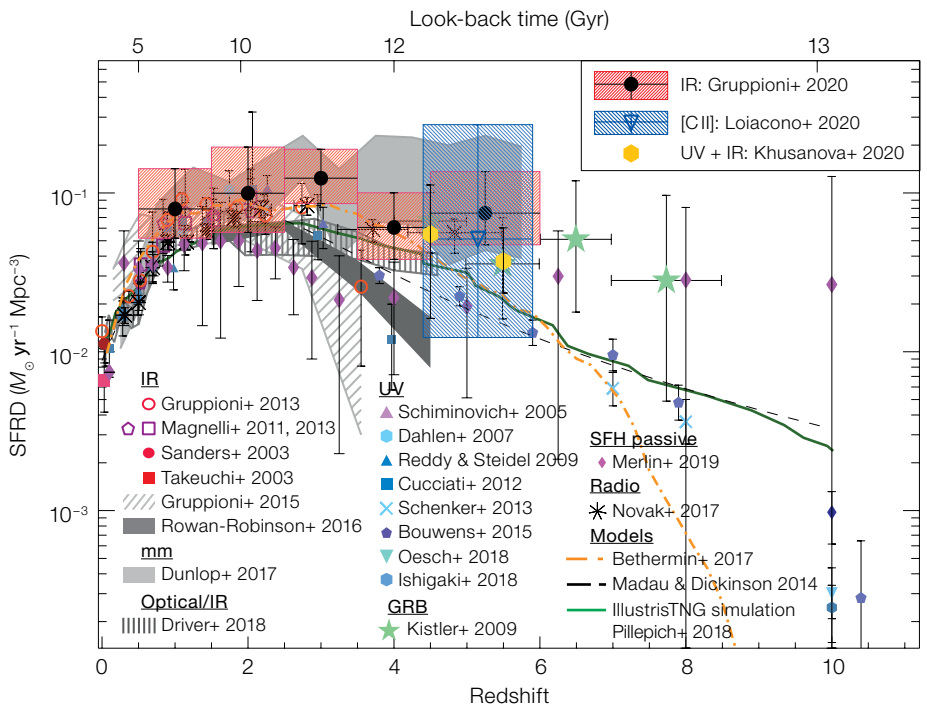 Look-back time (Gyr)
5 10 12 13
IR: Gruppioni+ 2020
[C II]: Loiacono+ 2020
UV + IR: Khusanova+ 2020
10⁻¹
10⁻²
10⁻³
SFRD (M⊙ yr⁻¹ Mpc⁻³)
IR
Gruppioni+ 2013
Magnelli+ 2011, 2013
Sanders+ 2003
Takeuchi+ 2003
Gruppioni+ 2015
Rowan-Robinson+ 2016
mm
Dunlop+ 2017
Optical/IR
Driver+ 2018
UV
Schiminovich+ 2005
Dahlen+ 2007
Reddy & Steidel 2009
Cucciati+ 2012
Schenker+ 2013
Bouwens+ 2015
Oesch+ 2018
Ishigaki+ 2018
GRB
Kistler+ 2009
SFH passive
Merlin+ 2019
Radio
Novak+ 2017
Models
Bethermin+ 2017
Madau & Dickinson 2014
IllustrisTNG simulation
Pillepich+ 2018
0 2 4 6 8 10
Redshift